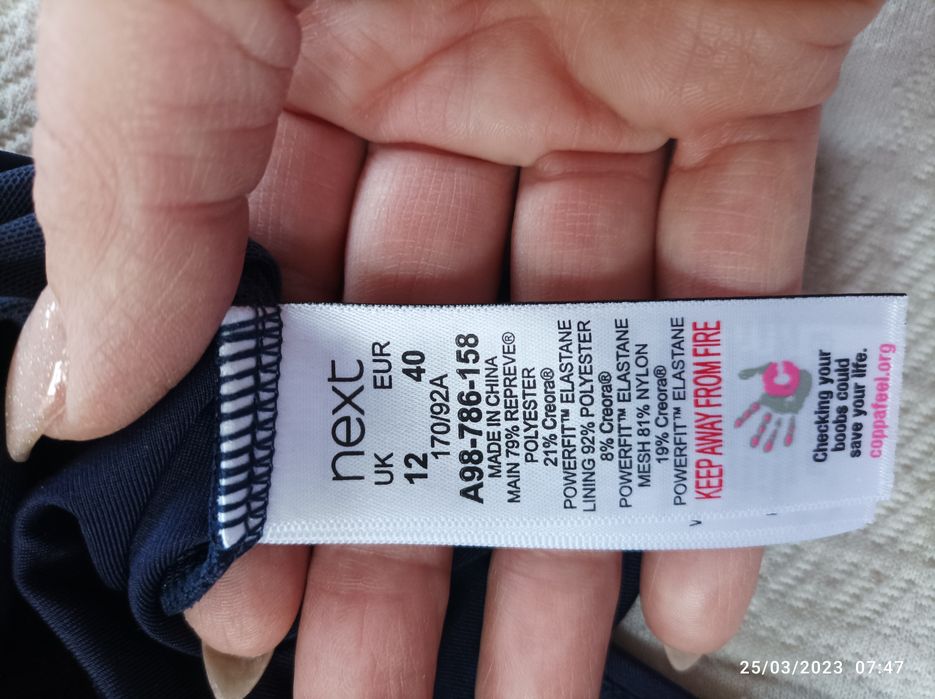 next
UK EUR
12 40
170/92A
A98-786-158
MADE IN CHINA
MAIN 79% REPREVE®
POLYESTER
21% Creora®
POWERFIT™ ELASTANE
LINING 92% POLYESTER
8% Creora®
POWERFIT™ ELASTANE
MESH 81% NYLON
19% Creora®
POWERFIT™ ELASTANE
KEEP AWAY FROM FIRE
C
Checking your
boobs could
save your life.
coppafeel.org
25/03/2023 07:47